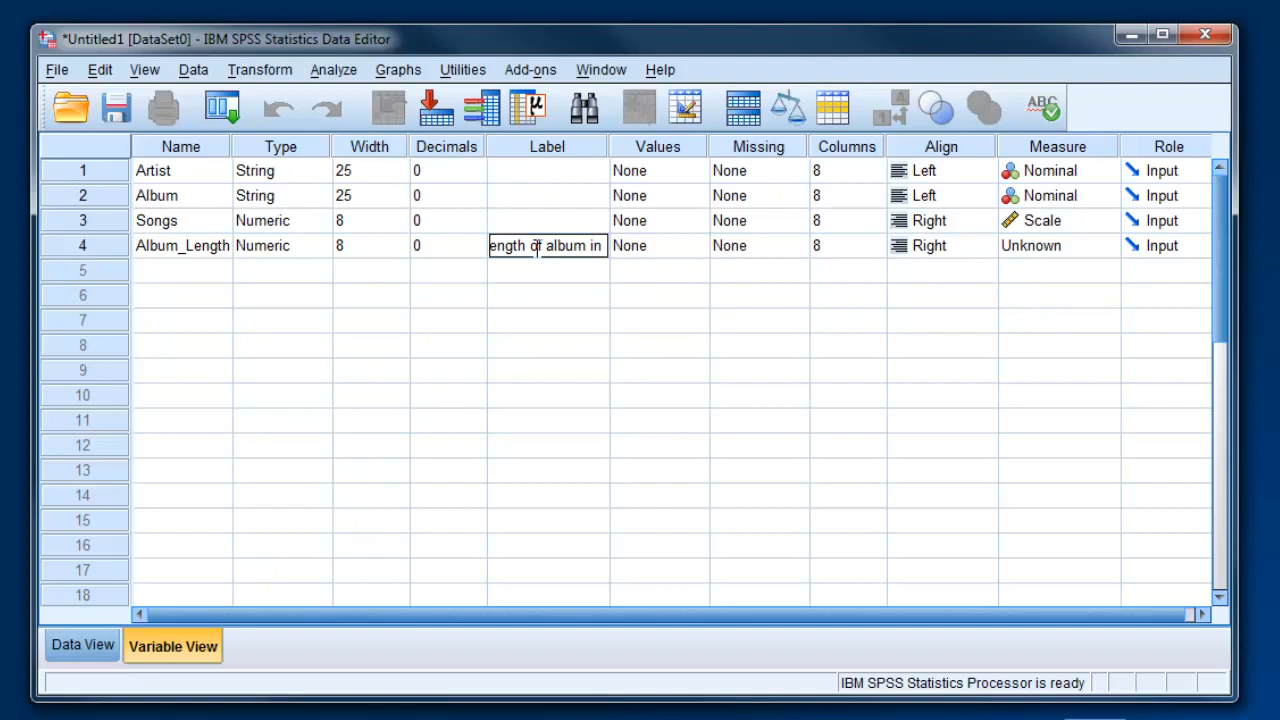 *Untitled1 [DataSet0] - IBM SPSS Statistics Data Editor
File Edit View Data Transform Analyze Graphs Utilities Add-ons Window Help
Name Type Width Decimals Label Values Missing Columns Align Measure Role
1 Artist String 25 0 None None 8 Left Nominal Input
2 Album String 25 0 None None 8 Left Nominal Input
3 Songs Numeric 8 0 None None 8 Right Scale Input
4 Album_Length Numeric 8 0 ength of album in None None 8 Right Unknown Input
5
6
7
8
9
10
11
12
13
14
15
16
17
18
Data View Variable View
IBM SPSS Statistics Processor is ready